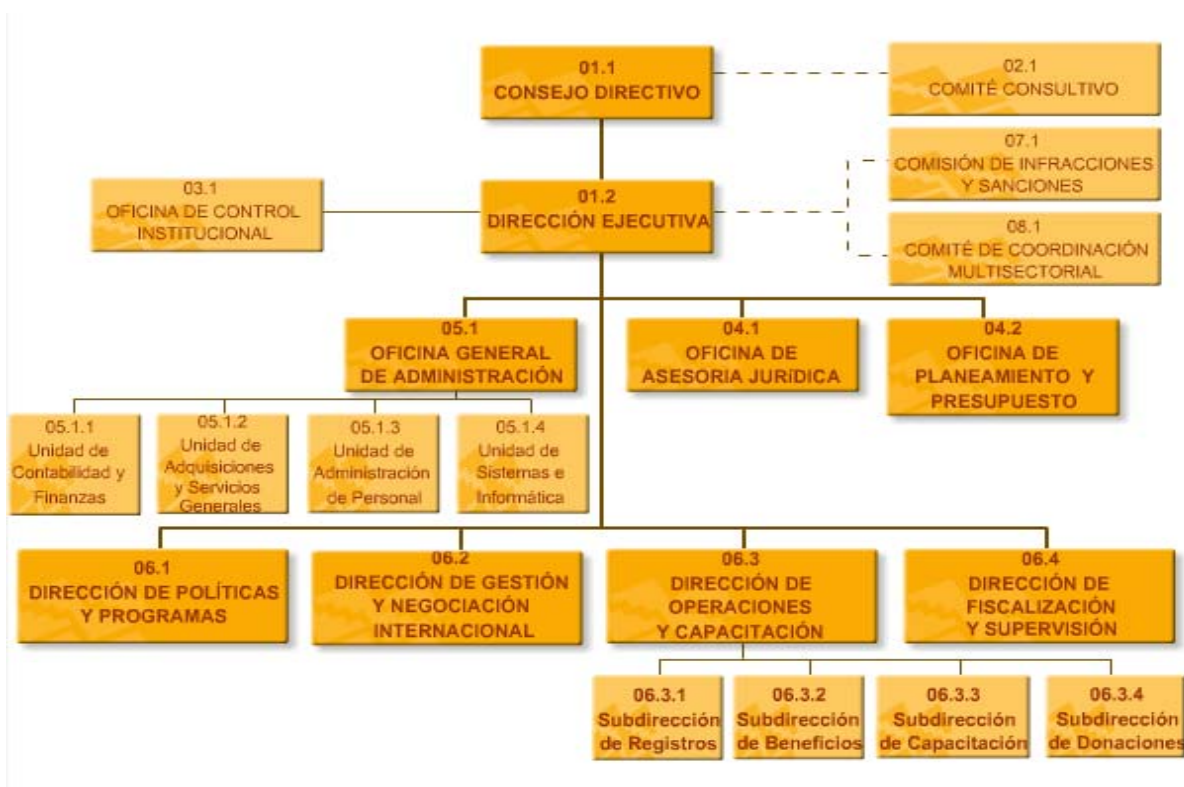 01.1
CONSEJO DIRECTIVO
02.1
COMITÉ CONSULTIVO
07.1
COMISIÓN DE INFRACCIONES
Y SANCIONES
03.1
OFICINA DE CONTROL
INSTITUCIONAL
01.2
DIRECCIÓN EJECUTIVA
08.1
COMITÉ DE COORDINACIÓN
MULTISECTORIAL
05.1
OFICINA GENERAL
DE ADMINISTRACIÓN
04.1
OFICINA DE
ASESORIA JURÍDICA
04.2
OFICINA DE
PLANEAMIENTO Y
PRESUPUESTO
05.1.1
Unidad de
Contabilidad y
Finanzas
05.1.2
Unidad de
Adquisiciones
y Servicios
Generales
05.1.3
Unidad de
Administración
de Personal
05.1.4
Unidad de
Sistemas e
Informática
06.1
DIRECCIÓN DE POLÍTICAS
Y PROGRAMAS
06.2
DIRECCIÓN DE GESTIÓN
Y NEGOCIACIÓN
INTERNACIONAL
06.3
DIRECCIÓN DE
OPERACIONES
Y CAPACITACIÓN
06.4
DIRECCIÓN DE
FISCALIZACIÓN
Y SUPERVISIÓN
06.3.1
Subdirección
de Registros
06.3.2
Subdirección
de Beneficios
06.3.3
Subdirección
de Capacitación
06.3.4
Subdirección
de Donaciones